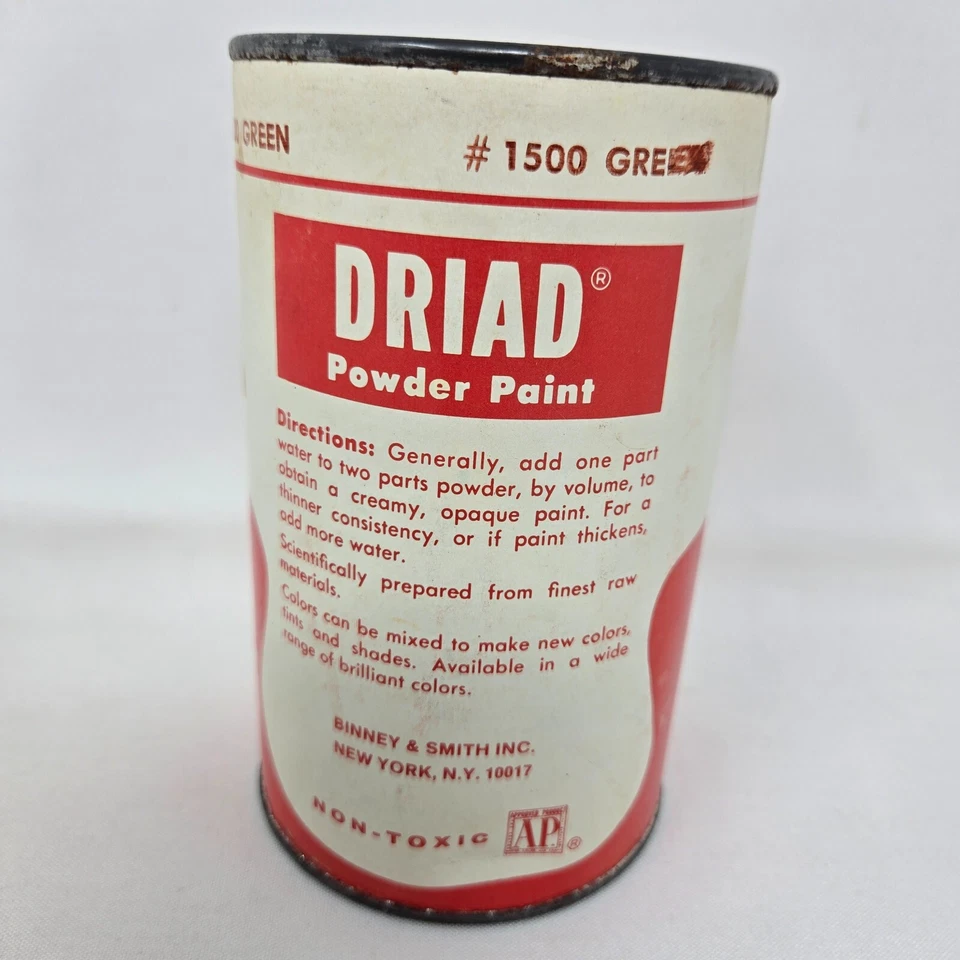 GREEN
# 1500 GREEN
DRIAD®
Powder Paint
Directions: Generally, add one part
water to two parts powder, by volume, to
obtain a creamy, opaque paint. For a
thinner consistency, or if paint thickens,
add more water.
Scientifically prepared from finest raw
materials.
Colors can be mixed to make new colors,
tints and shades. Available in a wide
range of brilliant colors.
BINNEY & SMITH INC.
NEW YORK, N.Y. 10017
NON-TOXIC
AP ®